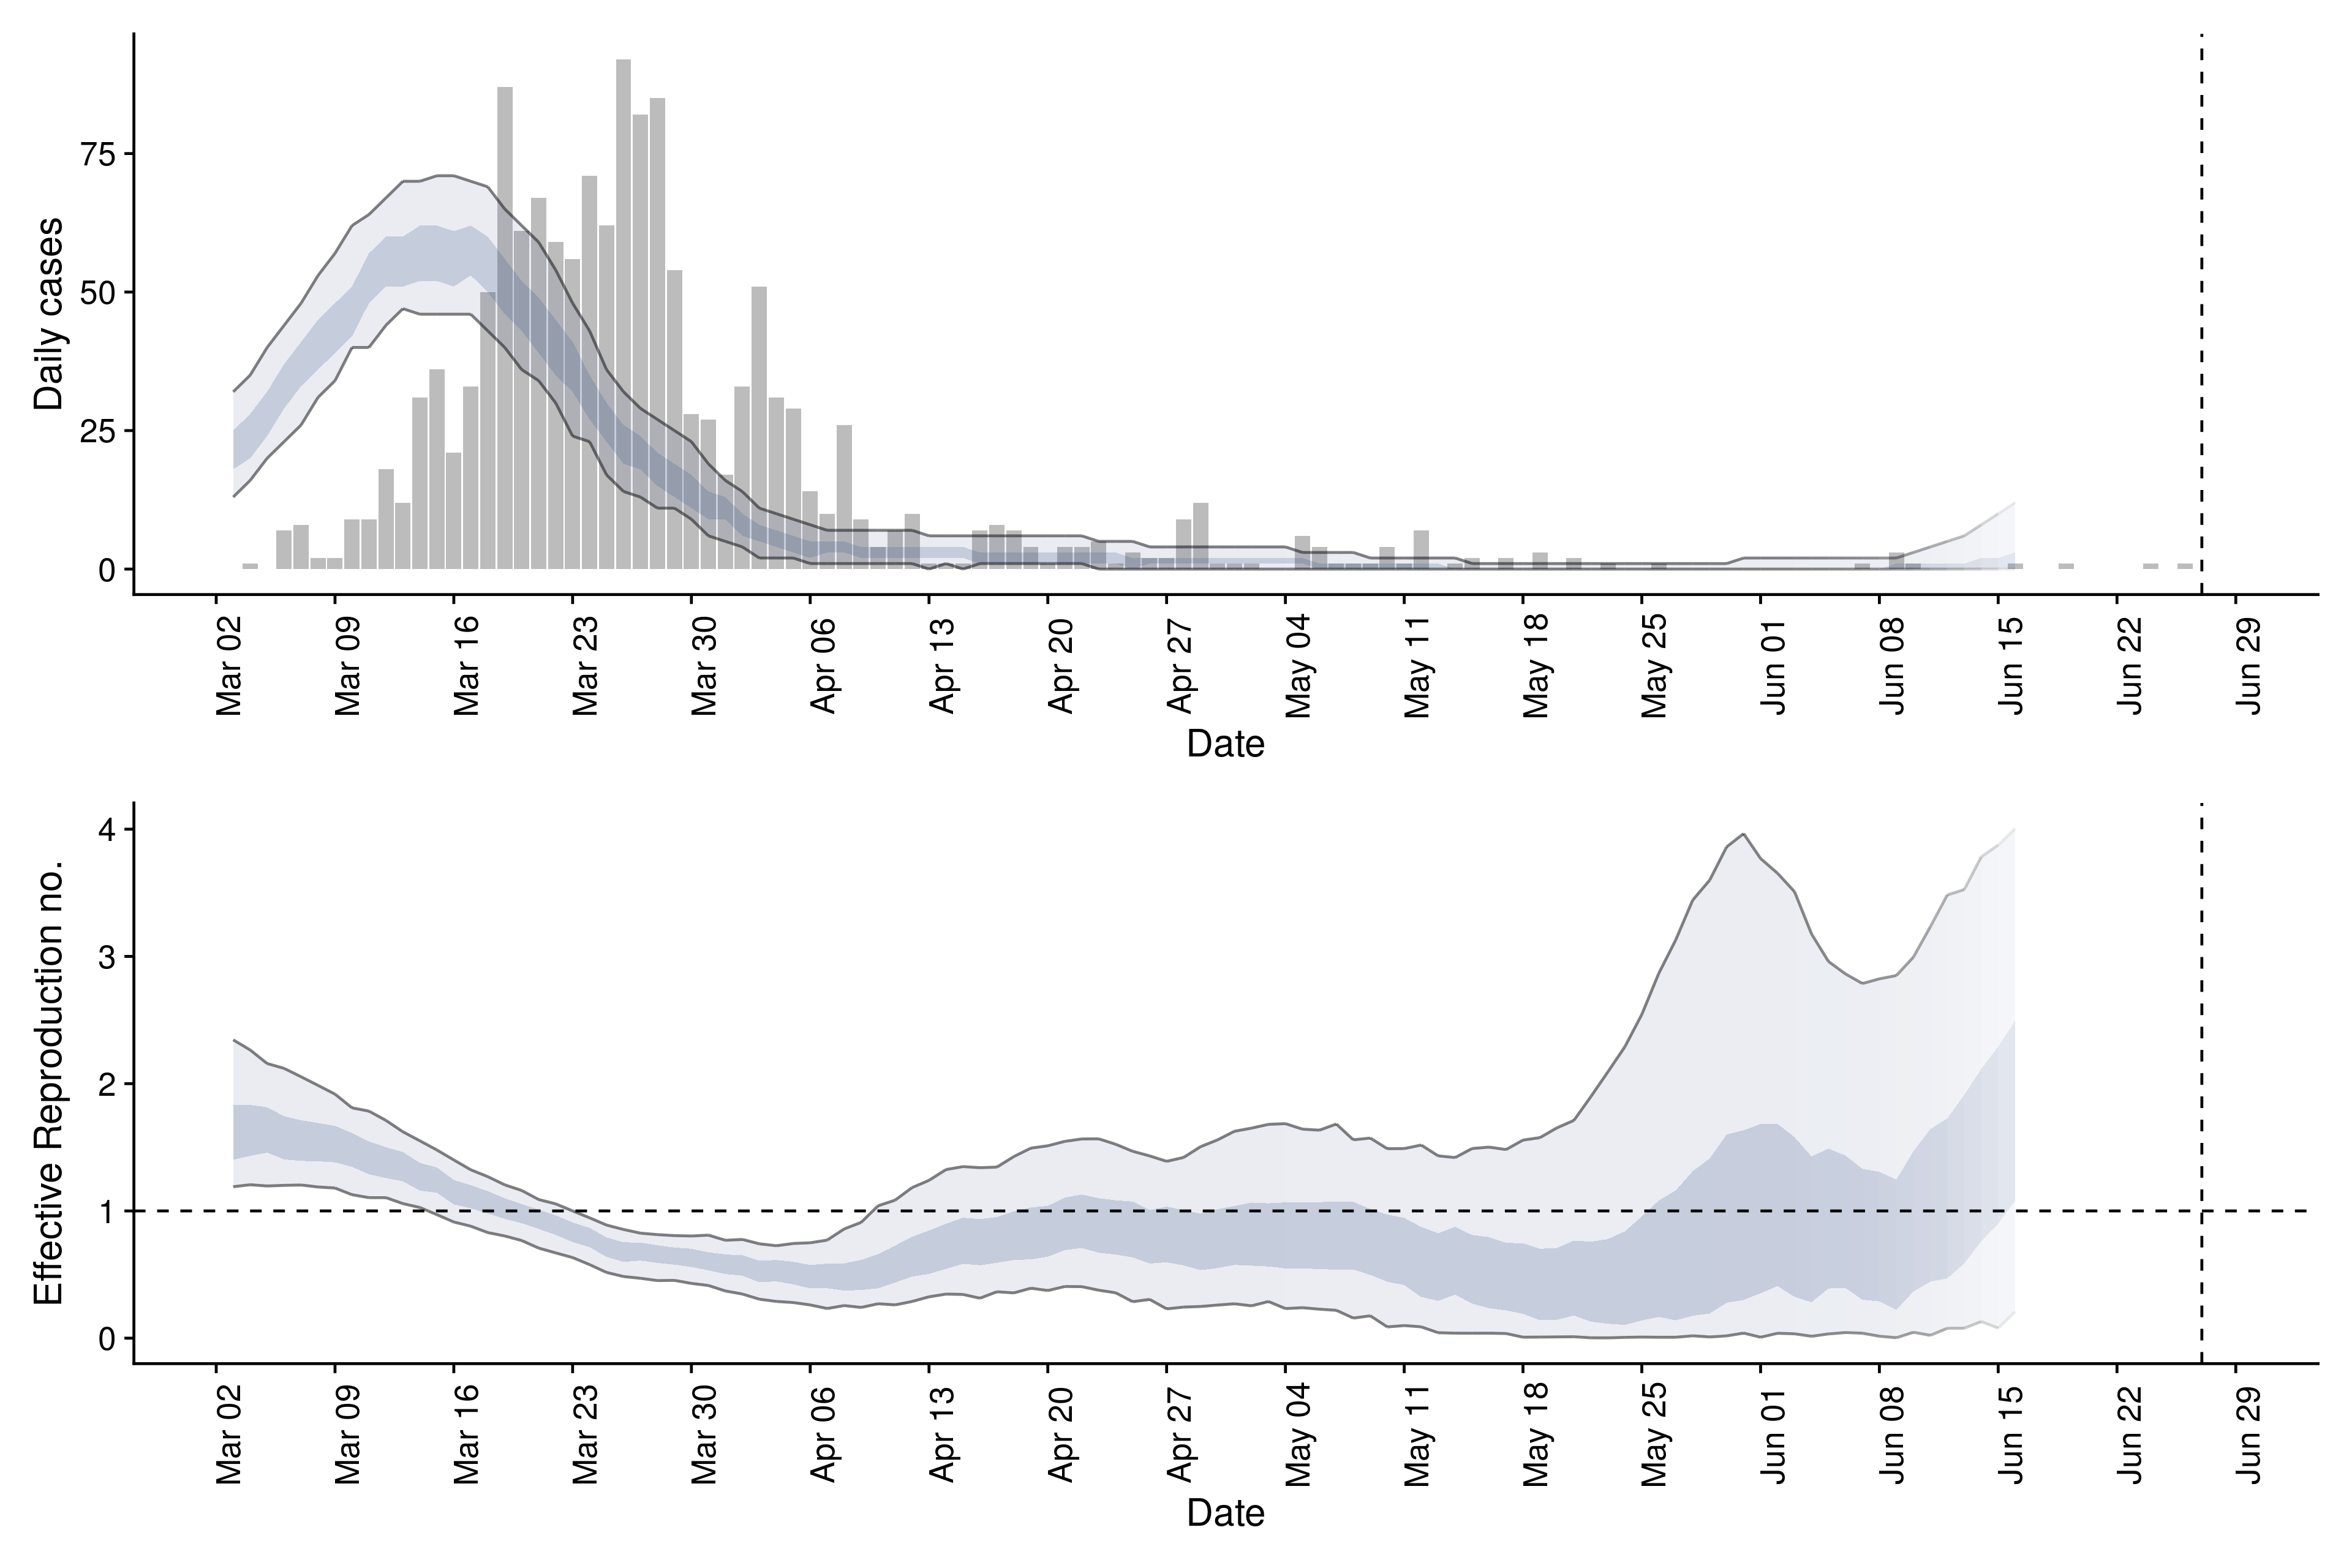 Daily cases
75
50
25
0
Mar 02
Mar 09
Mar 16
Mar 23
Mar 30
Apr 06
Apr 13
Apr 20
Apr 27
May 04
May 11
May 18
May 25
Jun 01
Jun 08
Jun 15
Jun 22
Jun 29
Date
Effective Reproduction no.
4
3
2
1
0
Mar 02
Mar 09
Mar 16
Mar 23
Mar 30
Apr 06
Apr 13
Apr 20
Apr 27
May 04
May 11
May 18
May 25
Jun 01
Jun 08
Jun 15
Jun 22
Jun 29
Date